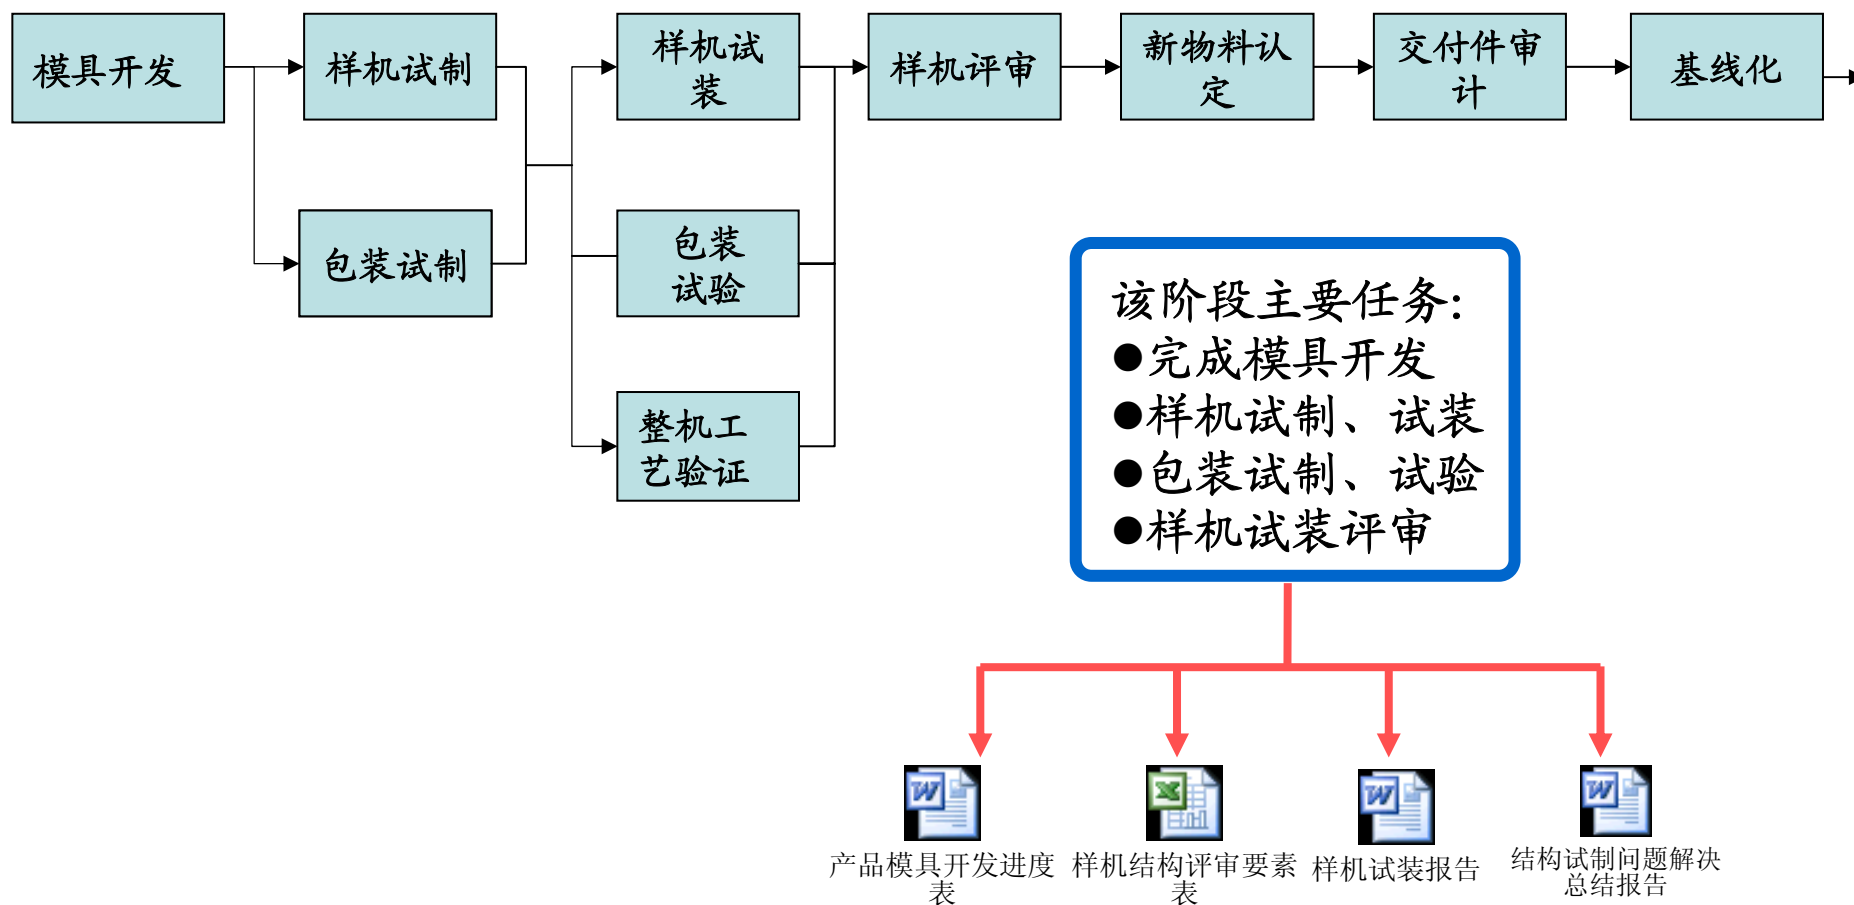 模具开发
样机试制
样机试
装
样机评审
新物料认
定
交付件审
计
基线化
包装试制
包装
试验
整机工
艺验证
该阶段主要任务:
●完成模具开发
●样机试制、试装
●包装试制、试验
●样机试装评审
产品模具开发进度
表
样机结构评审要素
表
样机试装报告
结构试制问题解决
总结报告